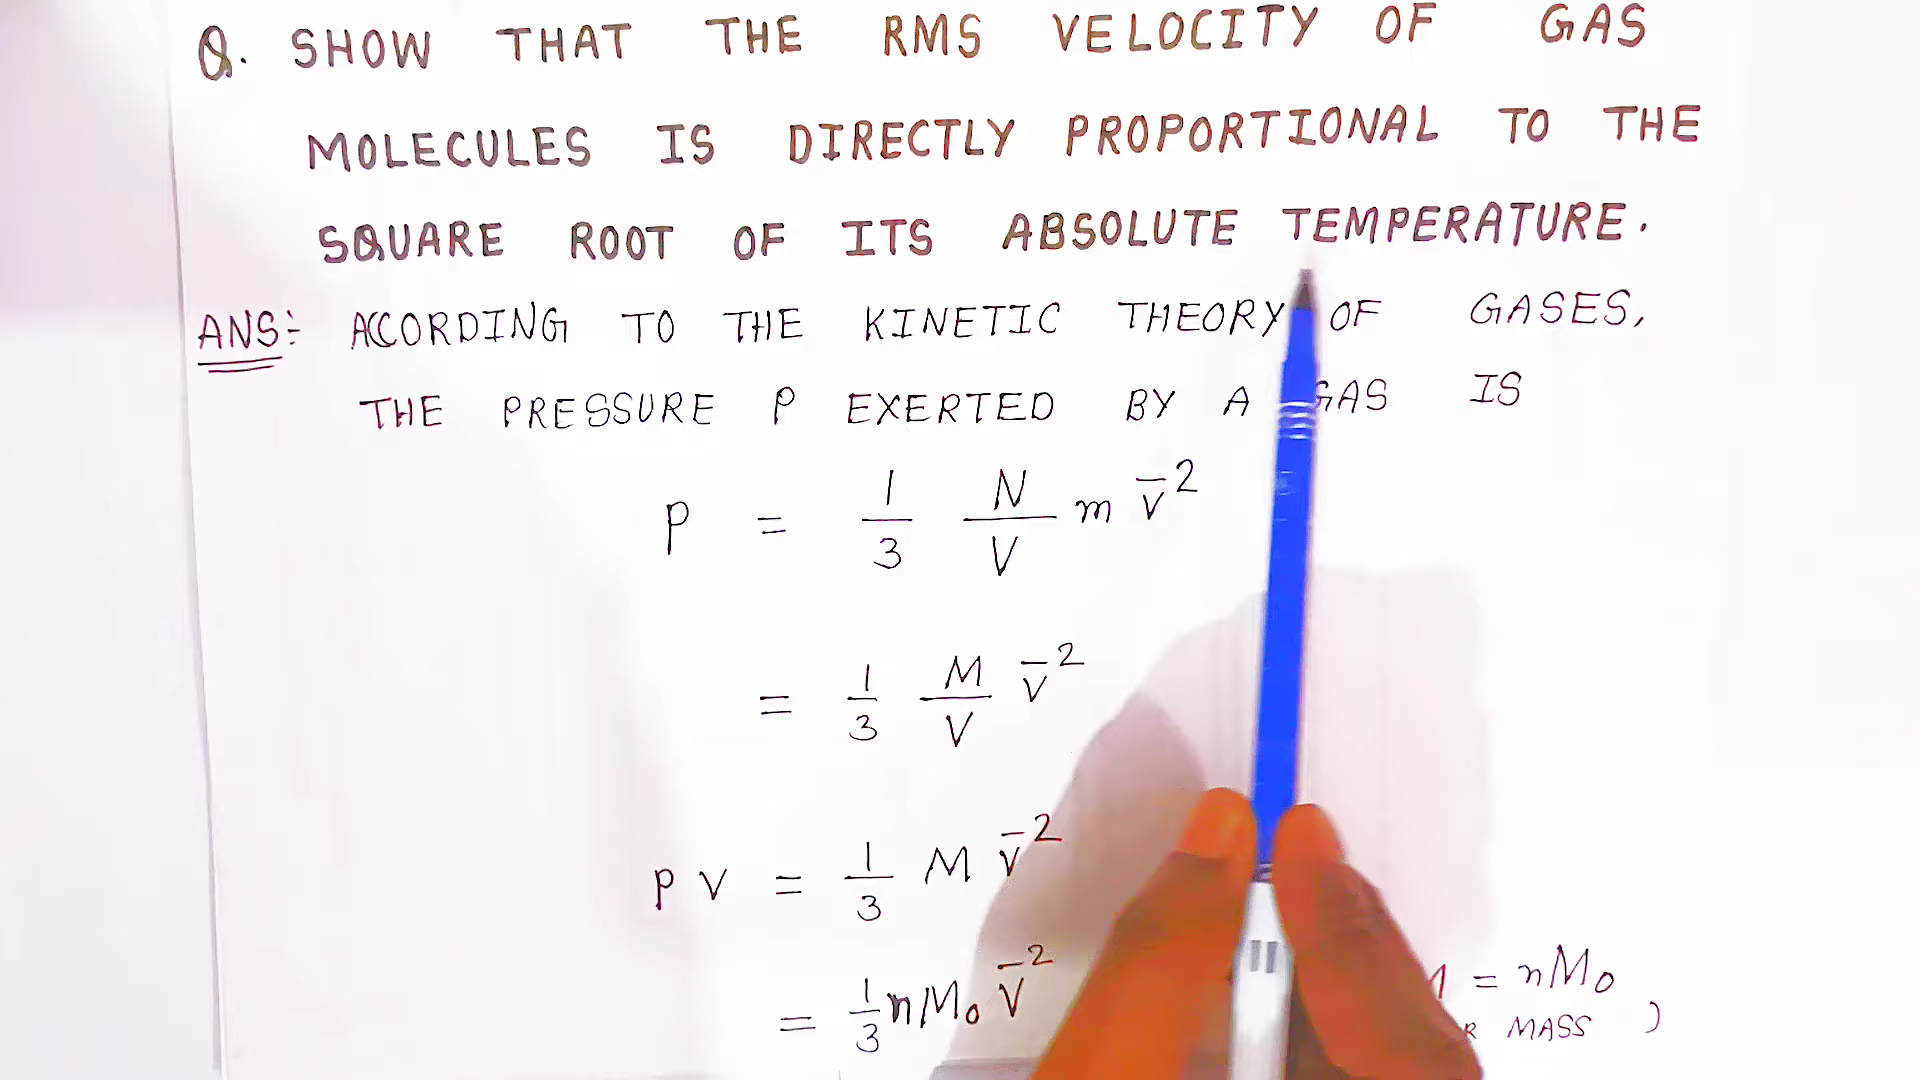 Q. SHOW THAT THE RMS VELOCITY OF GAS
MOLECULES IS DIRECTLY PROPORTIONAL TO THE
SQUARE ROOT OF ITS ABSOLUTE TEMPERATURE.
ANS:- ACCORDING TO THE KINETIC THEORY OF GASES,
THE PRESSURE P EXERTED BY A GAS IS
P = 1/3 N/V m v̄²
= 1/3 M/V v̄²
PV = 1/3 M v̄²
= 1/3 nM₀ v̄² = nM₀
MASS )